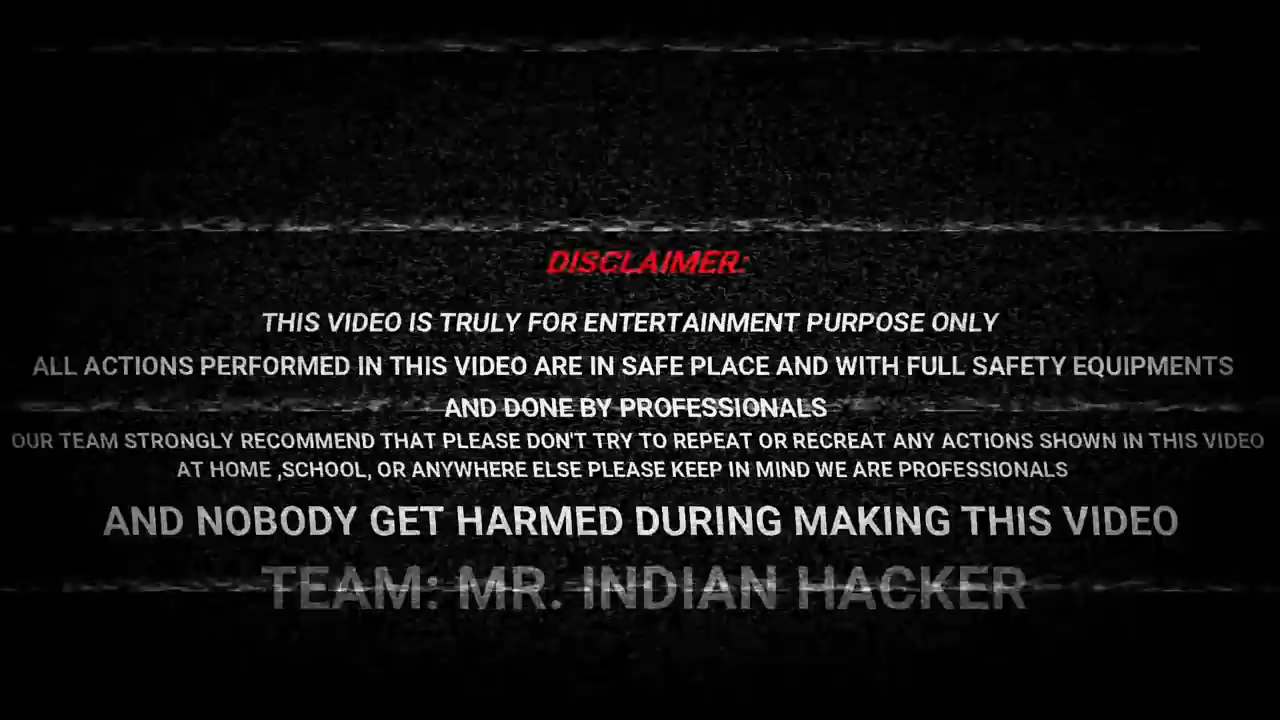 DISCLAIMER:
THIS VIDEO IS TRULY FOR ENTERTAINMENT PURPOSE ONLY
ALL ACTIONS PERFORMED IN THIS VIDEO ARE IN SAFE PLACE AND WITH FULL SAFETY EQUIPMENTS
AND DONE BY PROFESSIONALS
OUR TEAM STRONGLY RECOMMEND THAT PLEASE DON'T TRY TO REPEAT OR RECREAT ANY ACTIONS SHOWN IN THIS VIDEO
AT HOME ,SCHOOL, OR ANYWHERE ELSE PLEASE KEEP IN MIND WE ARE PROFESSIONALS
AND NOBODY GET HARMED DURING MAKING THIS VIDEO
TEAM: MR. INDIAN HACKER